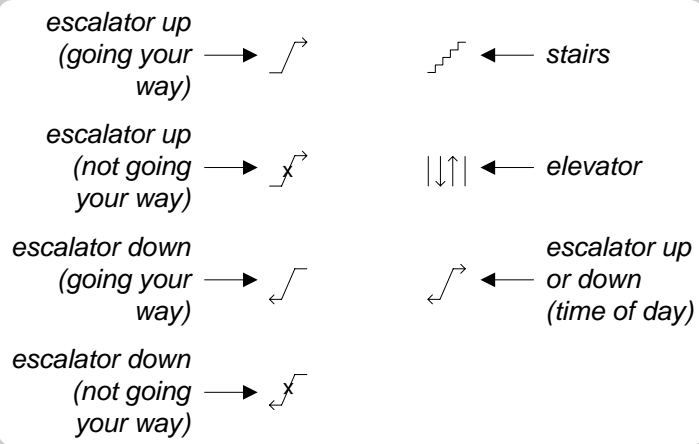 escalator up
(going your
way)
stairs
escalator up
(not going
your way)
x
elevator
escalator down
(going your
way)
escalator up
or down
(time of day)
escalator down
(not going
your way)
x